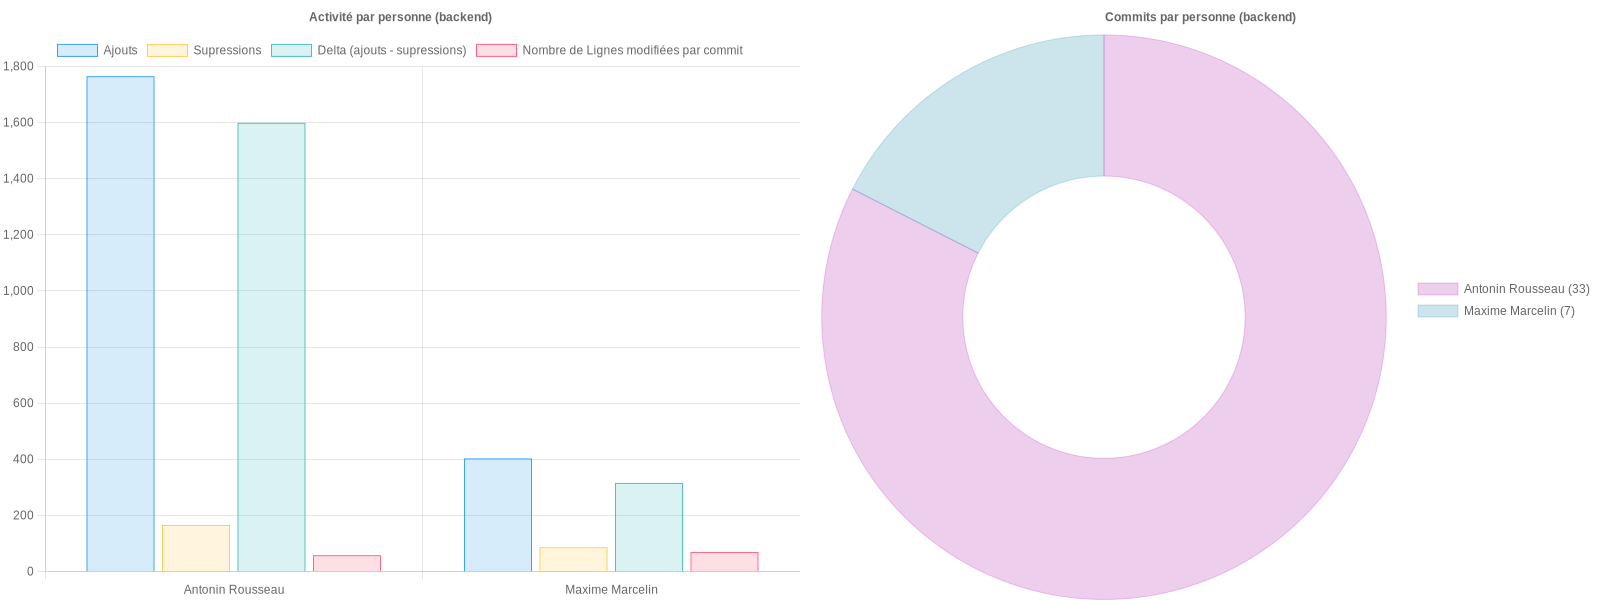 Activité par personne (backend)
Ajouts Supressions Delta (ajouts - supressions) Nombre de Lignes modifiées par commit
1,800
1,600
1,400
1,200
1,000
800
600
400
200
0
Antonin Rousseau Maxime Marcelin
Commits par personne (backend)
Antonin Rousseau (33)
Maxime Marcelin (7)